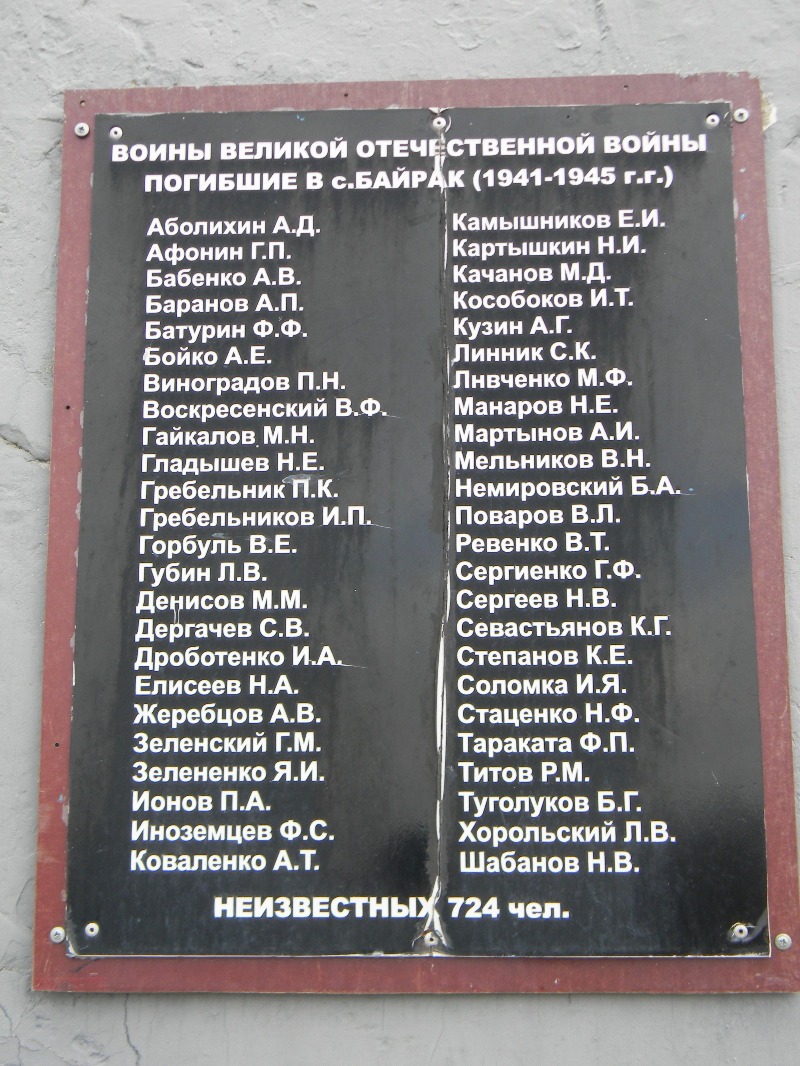 ВОИНЫ ВЕЛИКОЙ ОТЕЧЕСТВЕННОЙ ВОЙНЫ
ПОГИБШИЕ В с.БАЙРАК (1941-1945 г.г.)
Аболихин А.Д.
Афонин Г.П.
Бабенко А.В.
Баранов А.П.
Батурин Ф.Ф.
Бойко А.Е.
Виноградов П.Н.
Воскресенский В.Ф.
Гайкалов М.Н.
Гладышев Н.Е.
Гребельник П.К.
Гребельников И.П.
Горбуль В.Е.
Губин Л.В.
Денисов М.М.
Дергачев С.В.
Дроботенко И.А.
Елисеев Н.А.
Жеребцов А.В.
Зеленский Г.М.
Зелененко Я.И.
Ионов П.А.
Иноземцев Ф.С.
Коваленко А.Т.
Камышников Е.И.
Картышкин Н.И.
Качанов М.Д.
Кособоков И.Т.
Кузин А.Г.
Линник С.К.
Лнвченко М.Ф.
Манаров Н.Е.
Мартынов А.И.
Мельников В.Н.
Немировский Б.А.
Поваров В.Л.
Ревенко В.Т.
Сергиенко Г.Ф.
Сергеев Н.В.
Севастьянов К.Г.
Степанов К.Е.
Соломка И.Я.
Стаценко Н.Ф.
Тараката Ф.П.
Титов Р.М.
Туголуков Б.Г.
Хорольский Л.В.
Шабанов Н.В.
НЕИЗВЕСТНЫХ 724 чел.